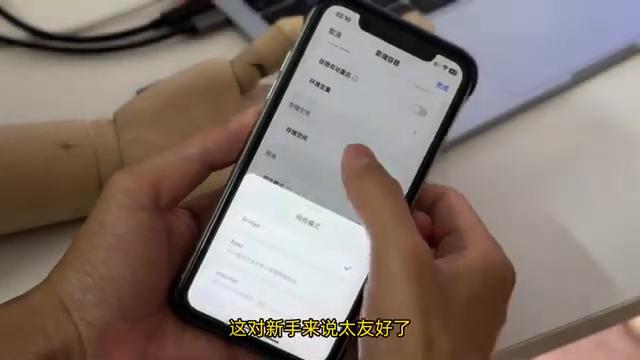 02:10
取消
新建容器
完成
容器自动重启
环境变量
存储空间
存储空间
网络
网络模式
bridge
host
macvlan
这对新手来说太友好了